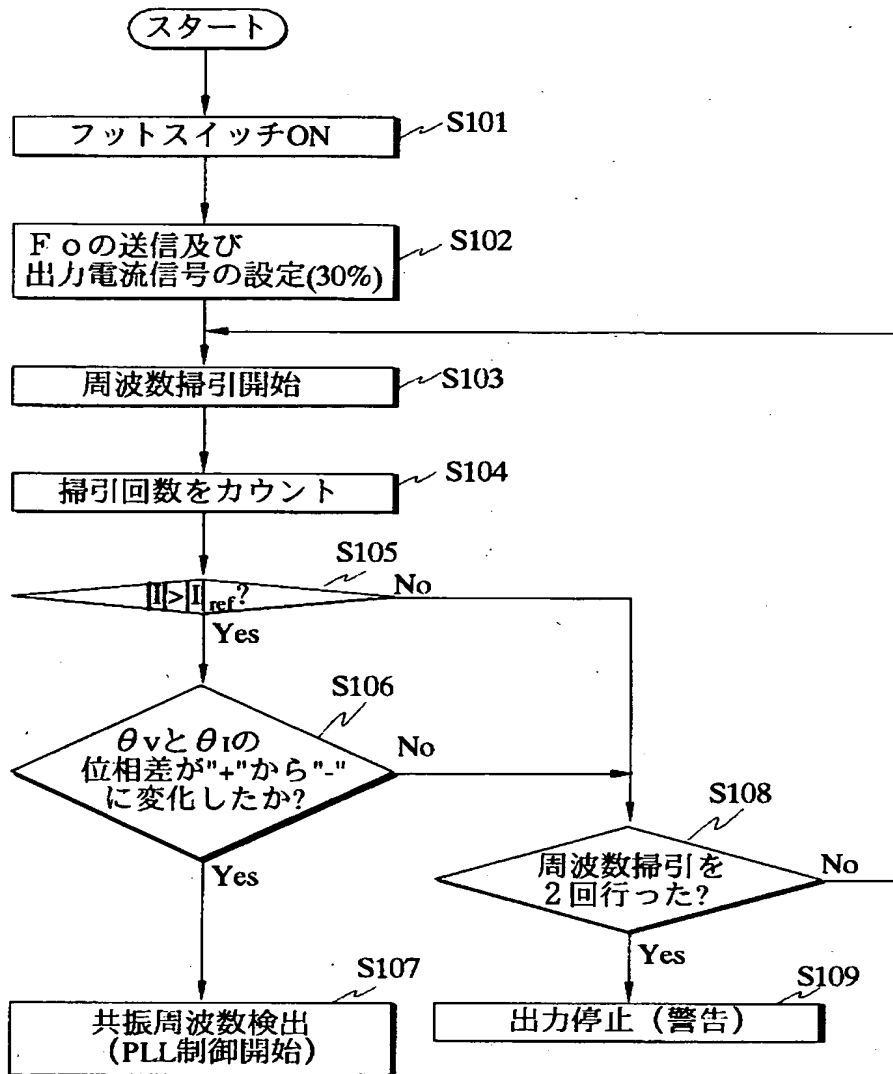 スタート
フットスイッチON
S101
Foの送信及び
出力電流信号の設定(30%)
S102
周波数掃引開始
S103
掃引回数をカウント
S104
|I|>|I|ref?
S105
No
Yes
θvとθIの
位相差が"+"から"-"
に変化したか?
S106
No
Yes
周波数掃引を
2回行った?
S108
No
Yes
共振周波数検出
(PLL制御開始)
S107
出力停止（警告）
S109